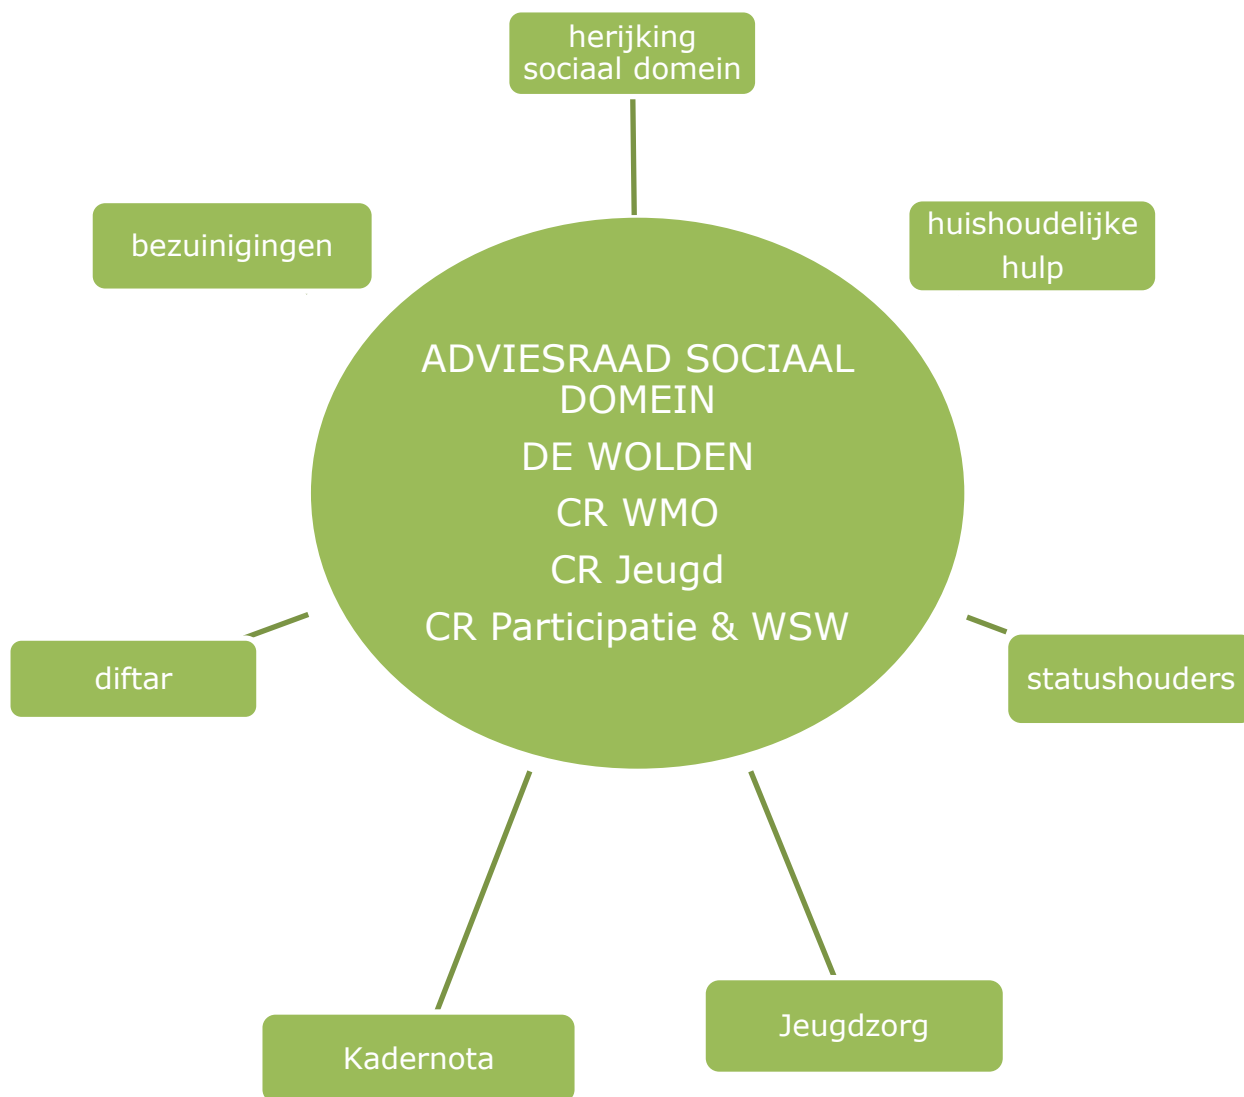 herijking
sociaal domein
bezuinigingen
huishoudelijke
hulp
ADVIESRAAD SOCIAAL
DOMEIN
DE WOLDEN
CR WMO
CR Jeugd
CR Participatie & WSW
diftar
statushouders
Kadernota
Jeugdzorg